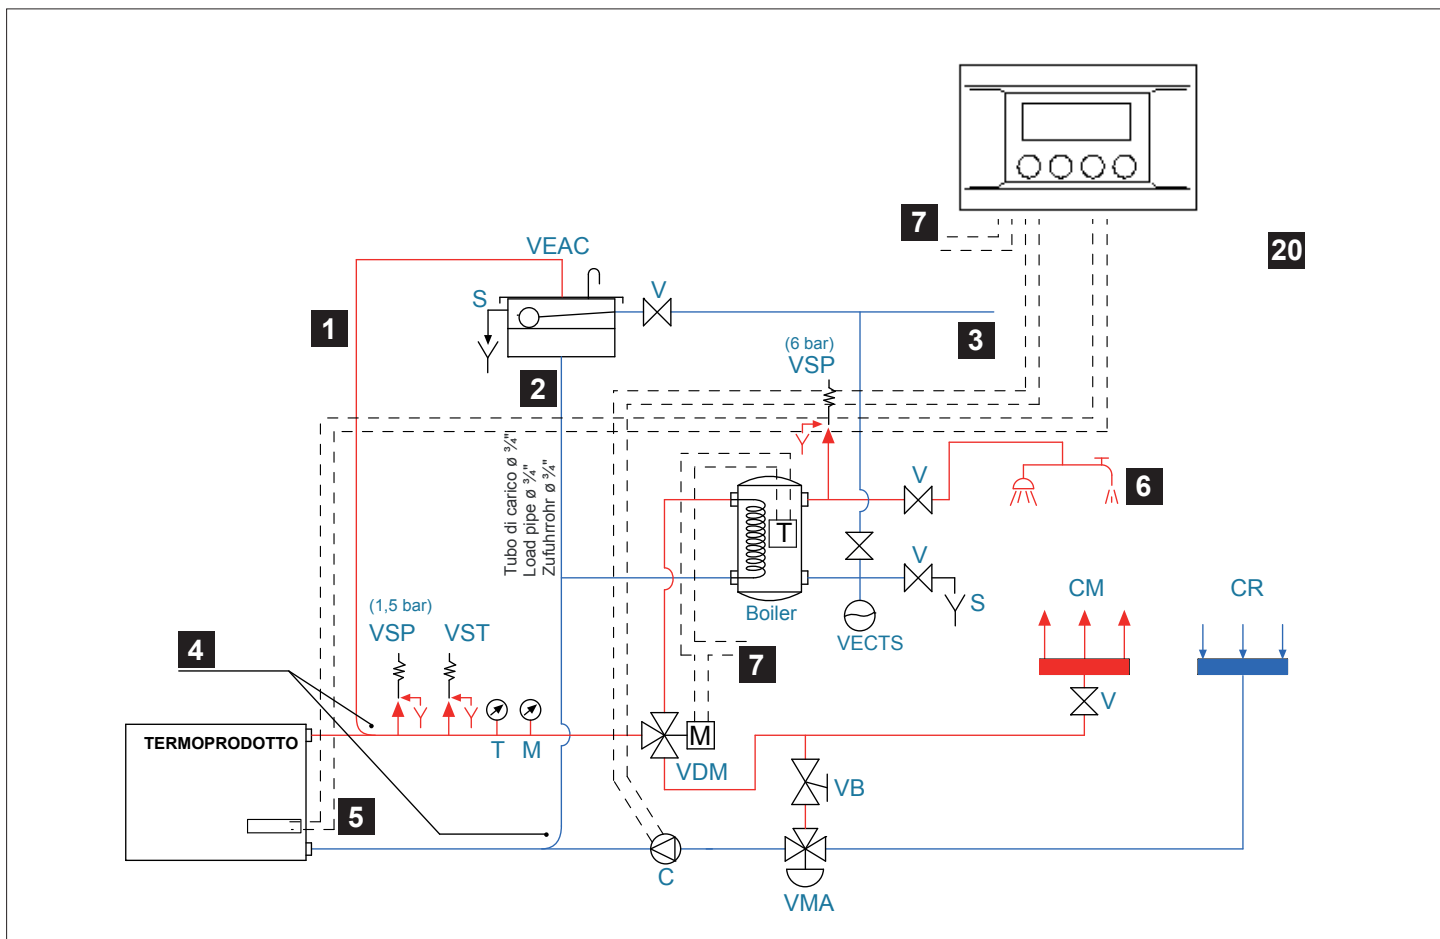 7
20
VEAC
S
V
1
3
(6 bar)
VSP
2
Tubo di carico ø ¾"
Load pipe ø ¾"
Zufuhrrohr ø ¾"
V
6
T
V
S
Boiler
VECTS
CM
CR
(1,5 bar)
VSP
VST
4
7
V
TERMOPRODOTTO
T
M
M
VDM
VB
5
C
VMA